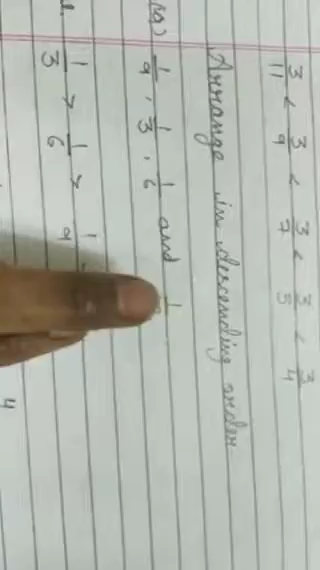 3/11 < 3/9 < 3/7 < 3/5 < 3/4
Arrange in descending order
(a) 1/9, 1/3, 1/6 and
1/3 > 1/6 > 1/9
4